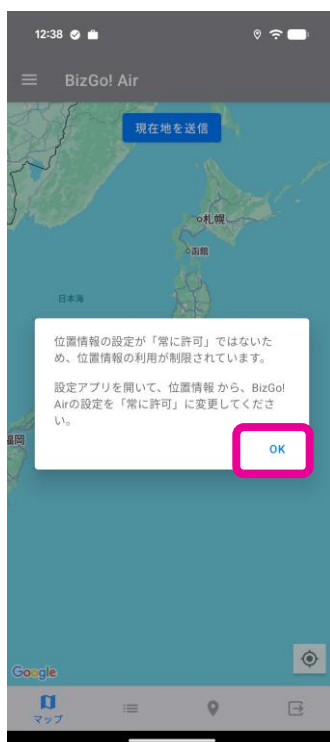 12:38
BizGo! Air
現在地を送信
札幌
函館
日本海
位置情報の設定が「常に許可」ではないた
め、位置情報の利用が制限されています。
設定アプリを開いて、位置情報 から、BizGo!
Airの設定を「常に許可」に変更してくださ
い。
福岡
OK
Google
マップ